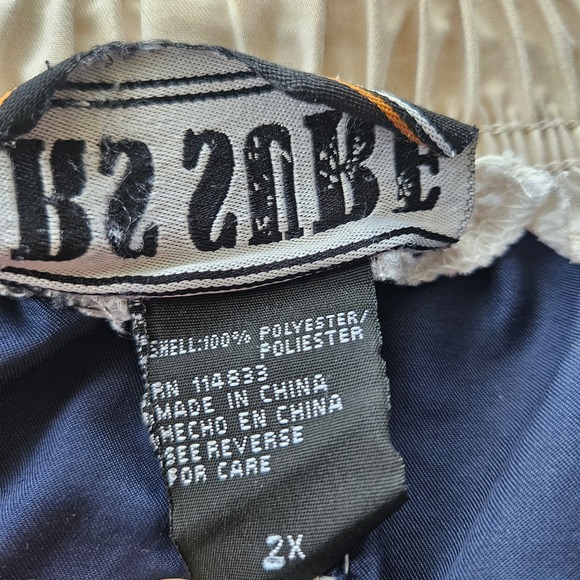 SHELL:100% POLYESTER/
POLIESTER
RN 114833
MADE IN CHINA
HECHO EN CHINA
SEE REVERSE
FOR CARE
2X